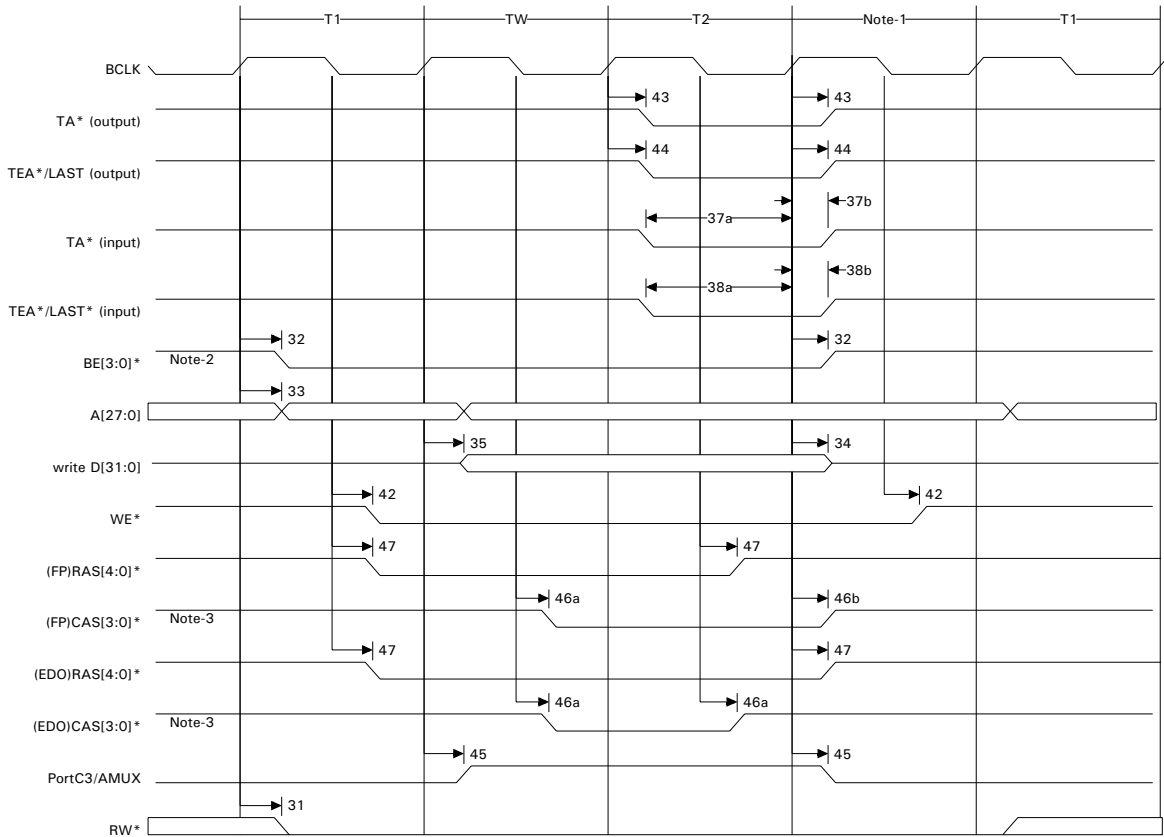 T1 TW T2 Note-1 T1
BCLK
43 43
TA* (output)
44 44
TEA*/LAST (output)
37b
37a
TA* (input)
38b
38a
TEA*/LAST* (input)
32 32
BE[3:0]* Note-2
33
A[27:0]
35 34
write D[31:0]
42 42
WE*
47 47
(FP)RAS[4:0]*
46a 46b
(FP)CAS[3:0]* Note-3
47 47
(EDO)RAS[4:0]*
46a 46a
(EDO)CAS[3:0]* Note-3
45 45
PortC3/AMUX
31
RW*